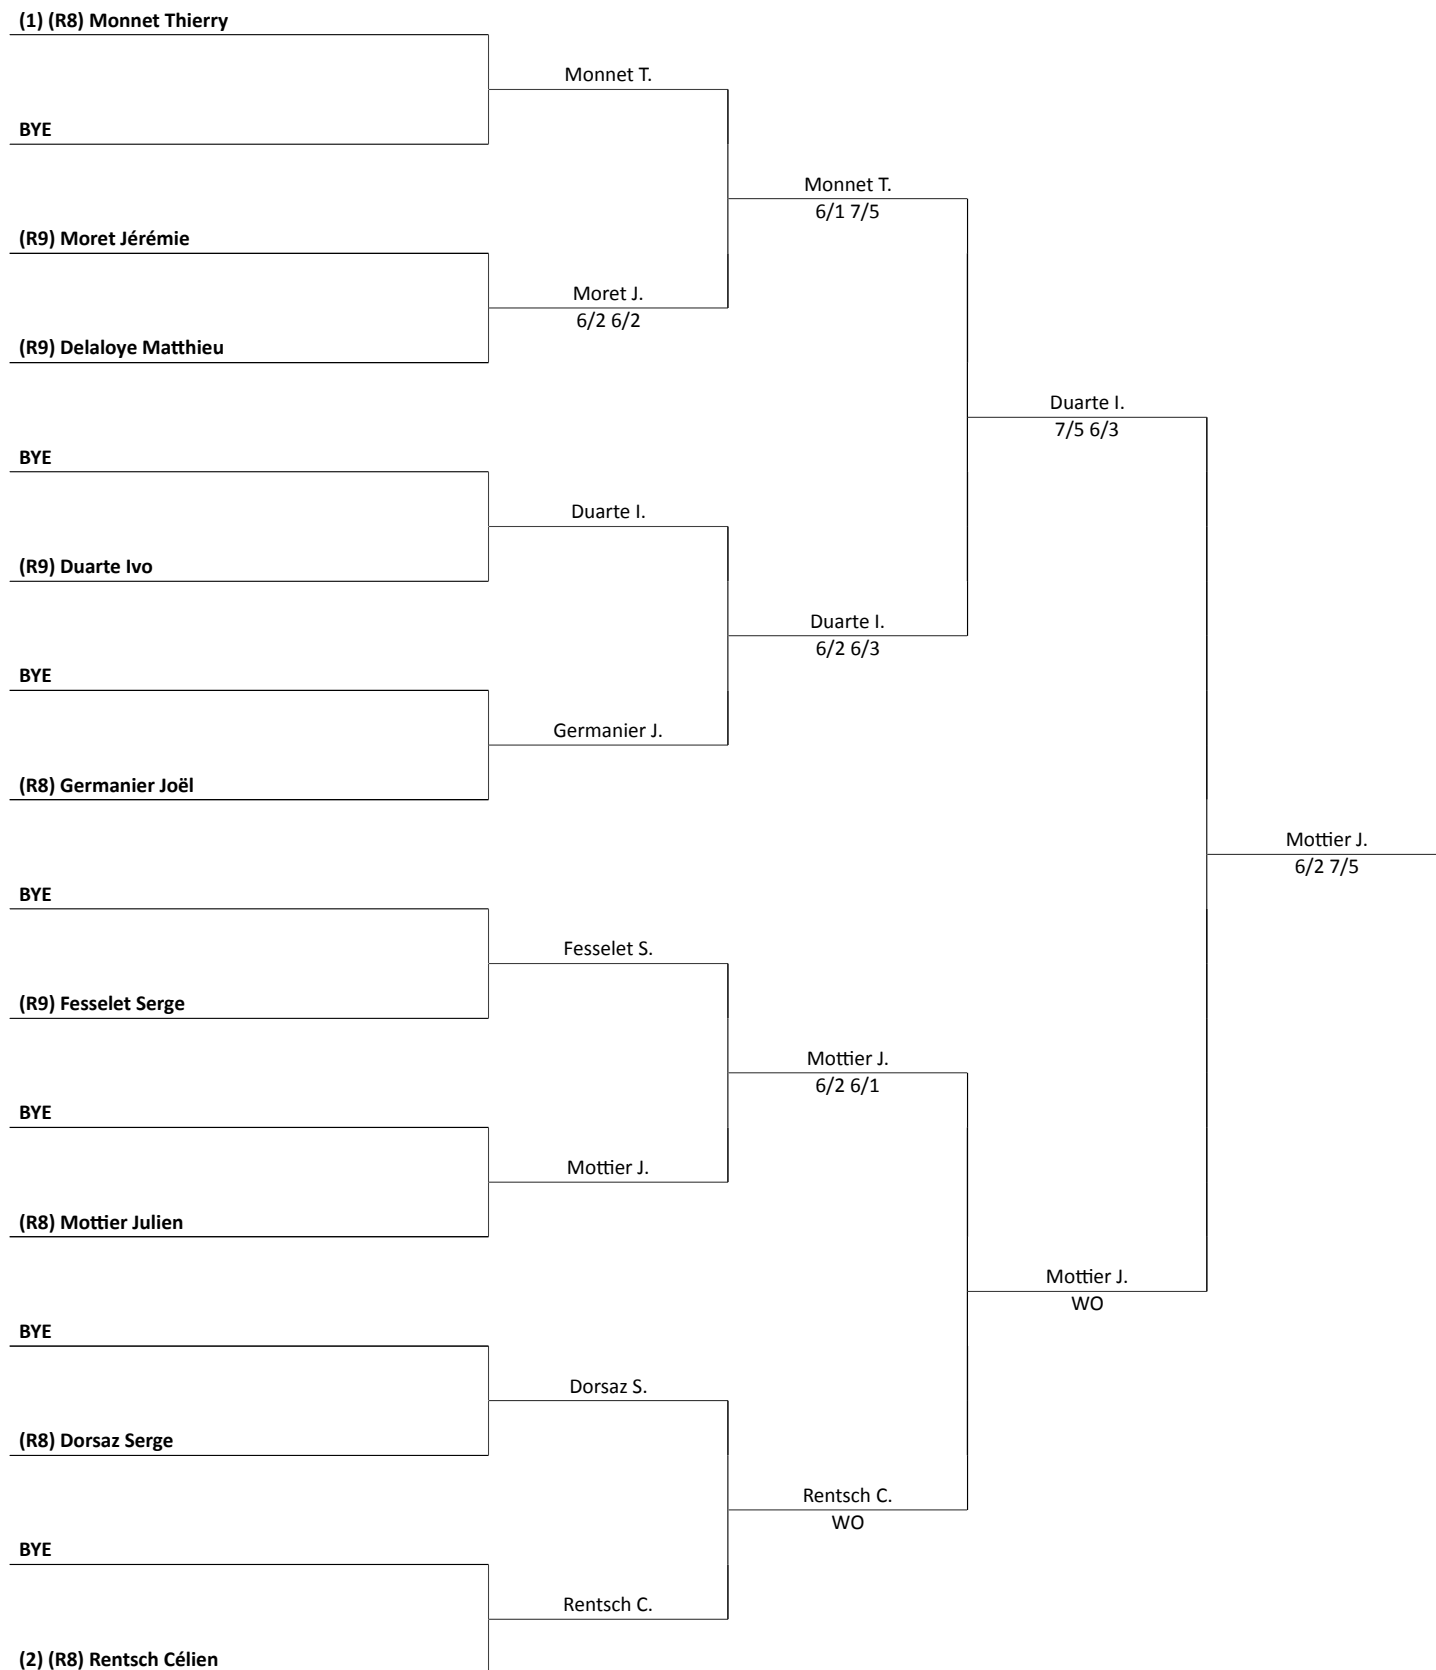 (1) (R8) Monnet Thierry
Monnet T.
BYE
Monnet T.
6/1 7/5
(R9) Moret Jérémie
Moret J.
6/2 6/2
(R9) Delaloye Matthieu
Duarte I.
7/5 6/3
BYE
Duarte I.
(R9) Duarte Ivo
Duarte I.
6/2 6/3
BYE
Germanier J.
(R8) Germanier Joël
Mottier J.
6/2 7/5
BYE
Fesselet S.
(R9) Fesselet Serge
Mottier J.
6/2 6/1
BYE
Mottier J.
(R8) Mottier Julien
Mottier J.
WO
BYE
Dorsaz S.
(R8) Dorsaz Serge
Rentsch C.
WO
BYE
Rentsch C.
(2) (R8) Rentsch Célien